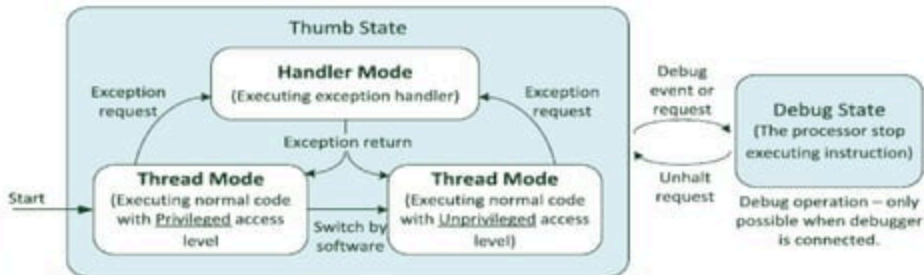 Thumb State
Handler Mode
(Executing exception handler)
Exception
request
Exception
request
Exception return
Start
Thread Mode
(Executing normal code
with Privileged access
level
Switch by
software
Thread Mode
(Executing normal code
with Unprivileged access
level)
Debug
event or
request
Unhalt
request
Debug State
(The processor stop
executing instruction)
Debug operation – only
possible when debugger
is connected.